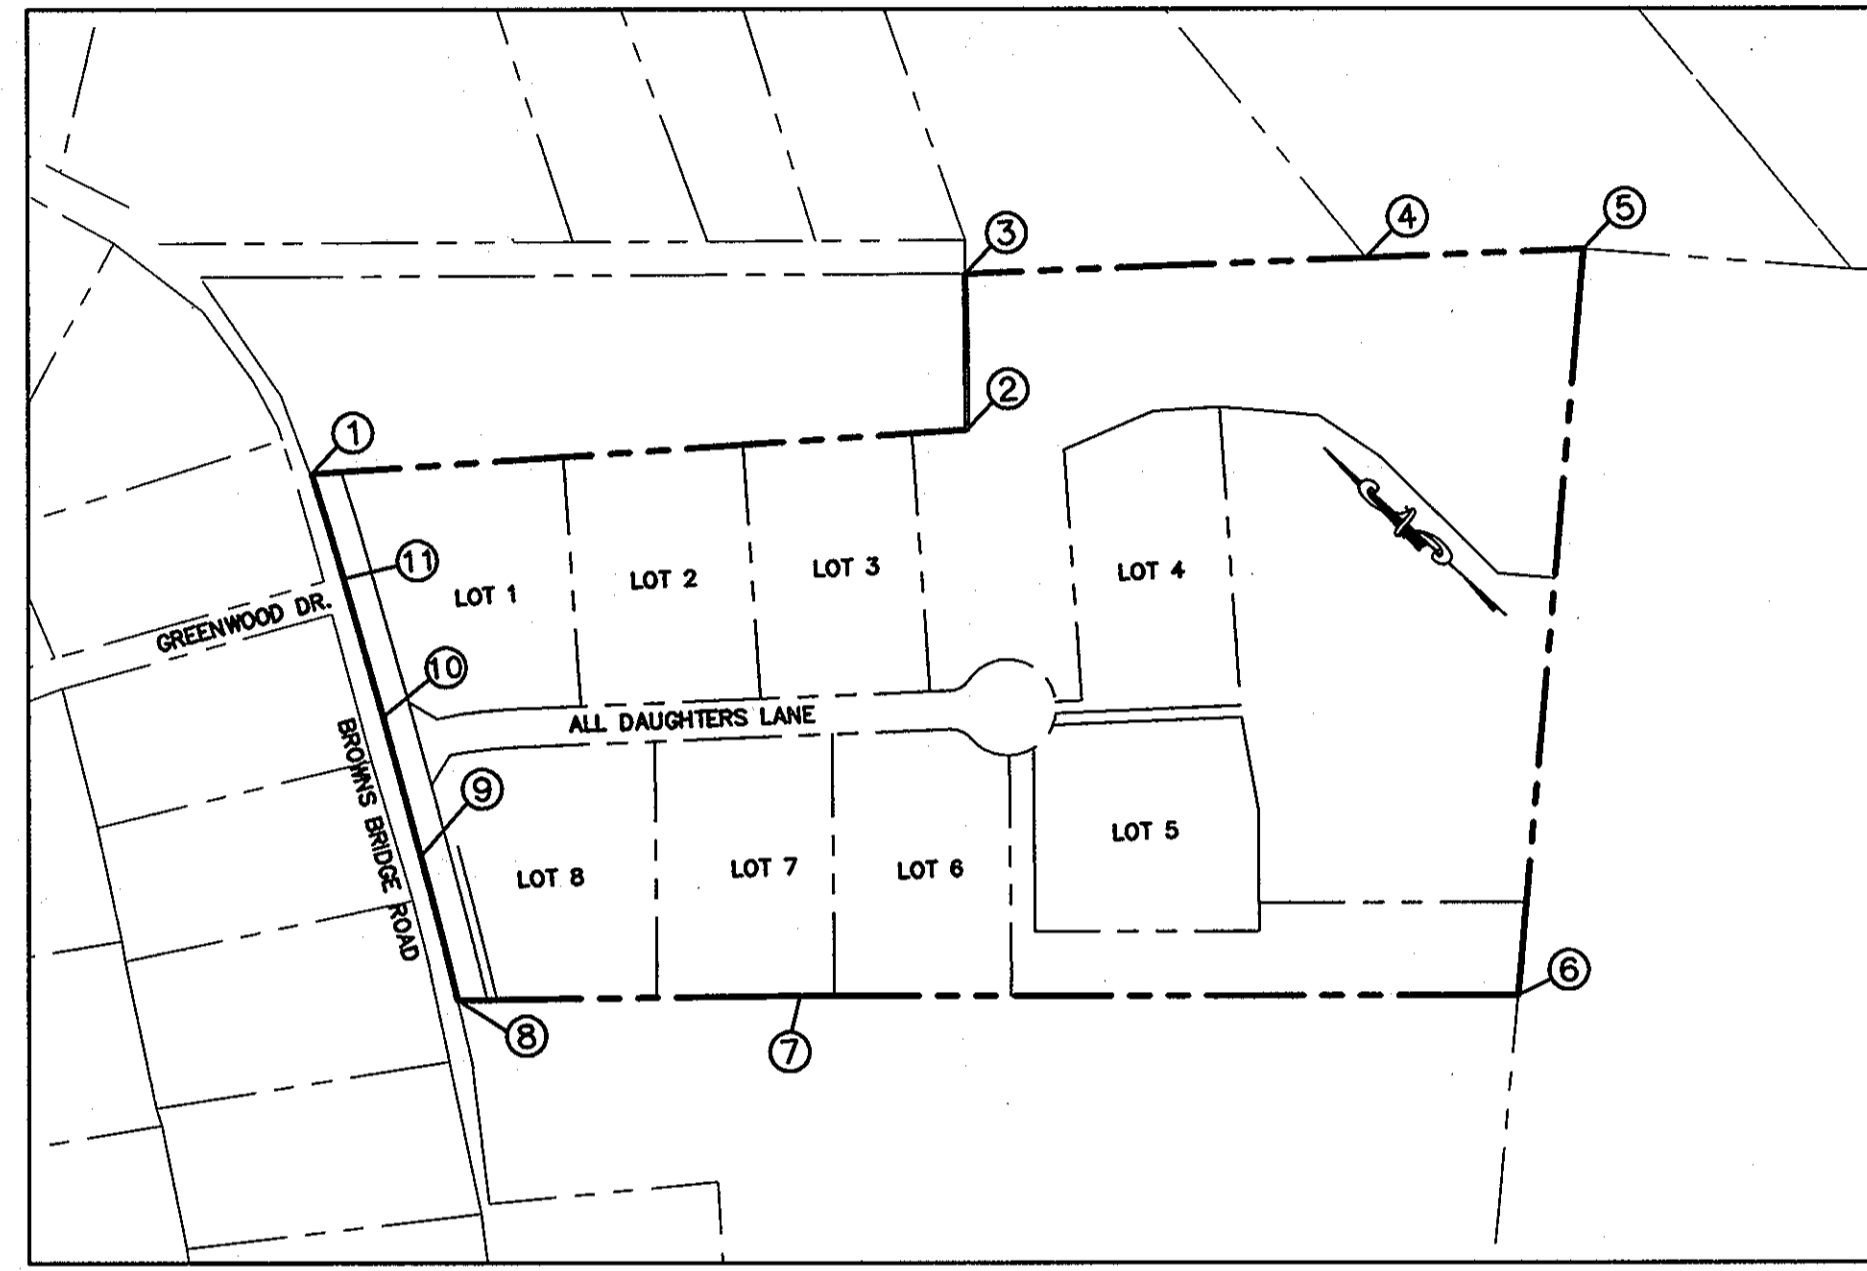 5
4
3
2
1
11
LOT 3
LOT 4
LOT 2
LOT 1
GREENWOOD DR.
10
ALL DAUGHTERS LANE
9
BROWNS BRIDGE ROAD
LOT 5
LOT 8
LOT 7
LOT 6
6
8
7